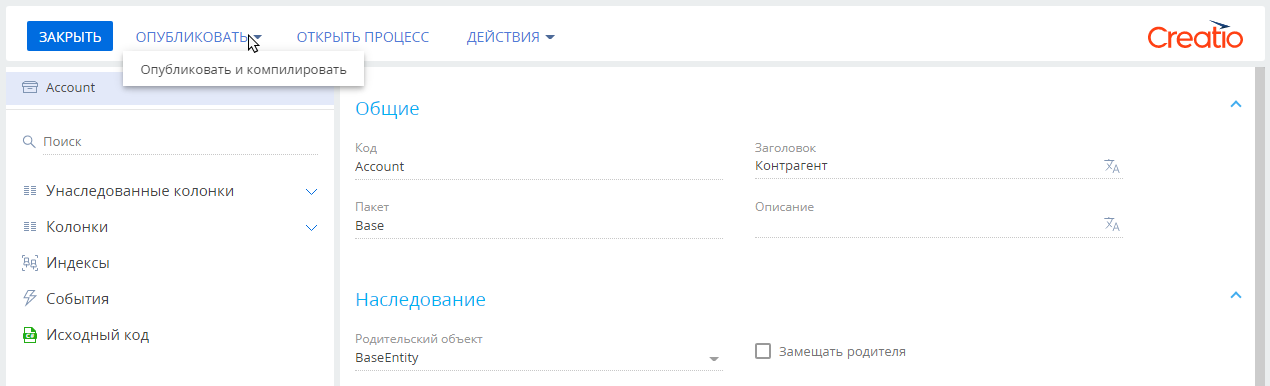 ЗАКРЫТЬ ОПУБЛИКОВАТЬ ОТКРЫТЬ ПРОЦЕСС ДЕЙСТВИЯ Creatio
Опубликовать и компилировать
Account
Поиск
Унаследованные колонки
Колонки
Индексы
События
C#
Исходный код
Общие
Код
Account
Заголовок
Контрагент
Пакет
Base
Описание
Наследование
Родительский объект
BaseEntity
Замещать родителя